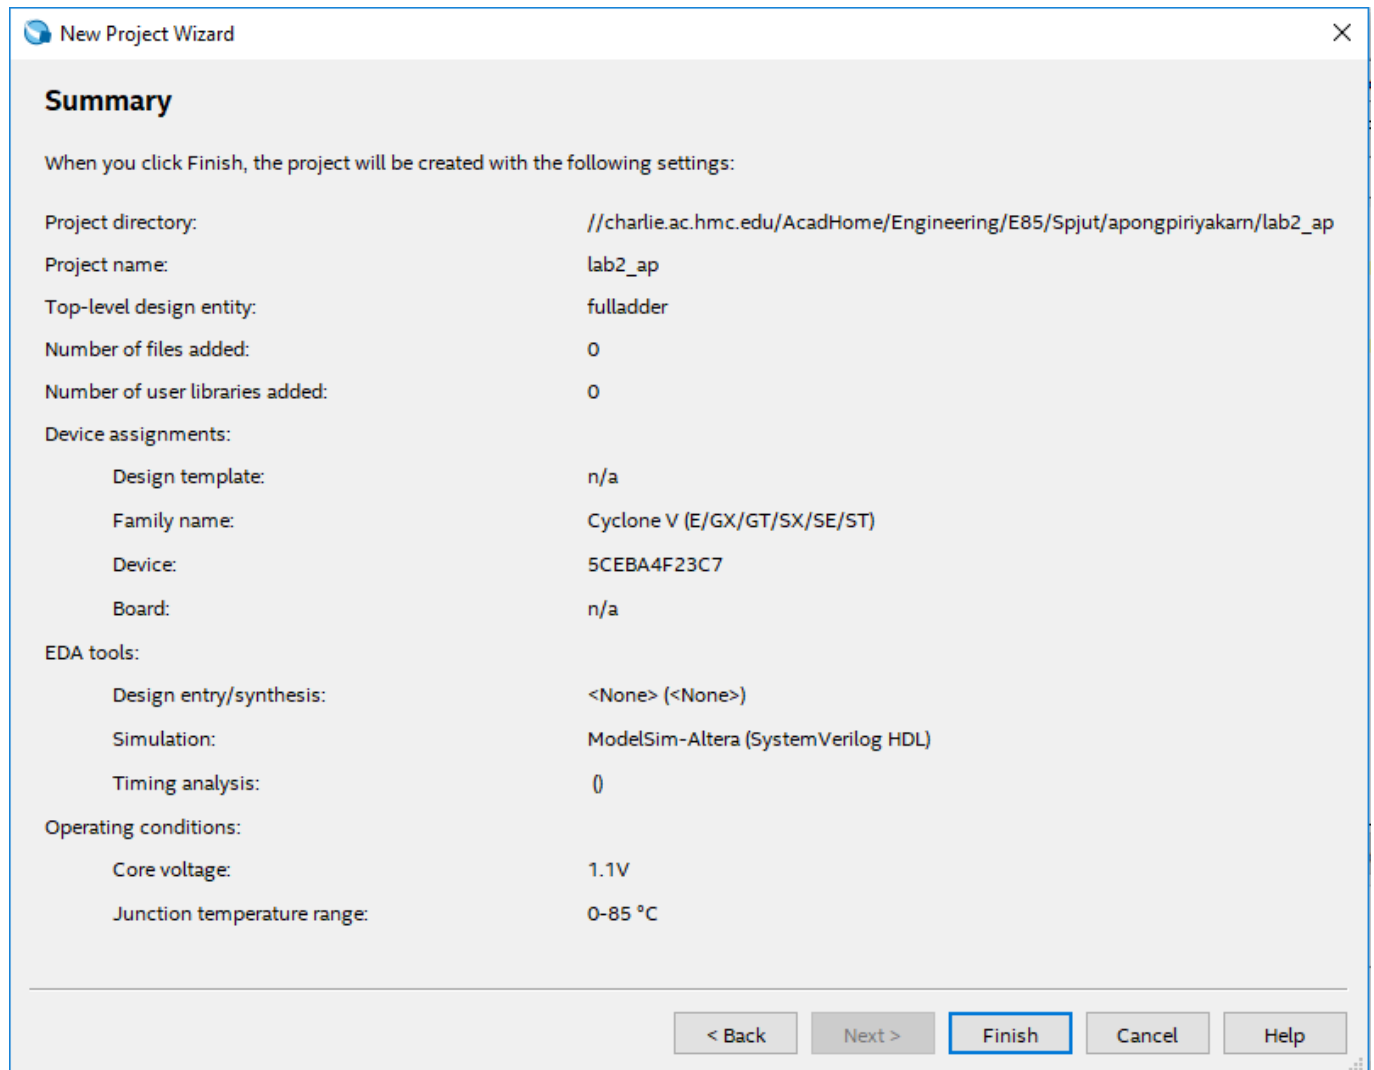 New Project Wizard
Summary
When you click Finish, the project will be created with the following settings:
Project directory: //charlie.ac.hmc.edu/AcadHome/Engineering/E85/Spjut/apongpiriyakarn/lab2_ap
Project name: lab2_ap
Top-level design entity: fulladder
Number of files added: 0
Number of user libraries added: 0
Device assignments:
Design template: n/a
Family name: Cyclone V (E/GX/GT/SX/SE/ST)
Device: 5CEBA4F23C7
Board: n/a
EDA tools:
Design entry/synthesis: <None> (<None>)
Simulation: ModelSim-Altera (SystemVerilog HDL)
Timing analysis: ()
Operating conditions:
Core voltage: 1.1V
Junction temperature range: 0-85 °C
< Back Next > Finish Cancel Help